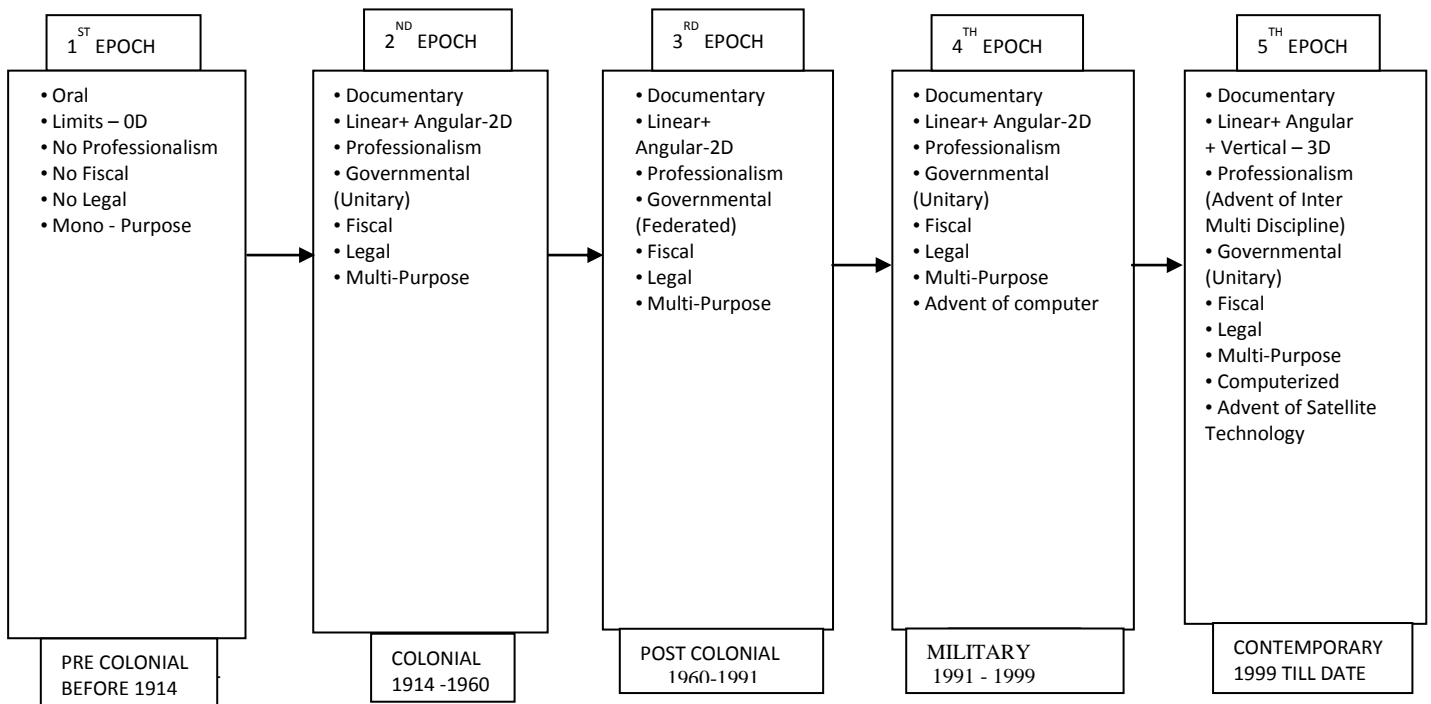 1ST EPOCH
• Oral
• Limits – 0D
• No Professionalism
• No Fiscal
• No Legal
• Mono - Purpose
PRE COLONIAL
BEFORE 1914
2ND EPOCH
• Documentary
• Linear+ Angular-2D
• Professionalism
• Governmental
(Unitary)
• Fiscal
• Legal
• Multi-Purpose
COLONIAL
1914 -1960
3RD EPOCH
• Documentary
• Linear+
Angular-2D
• Professionalism
• Governmental
(Federated)
• Fiscal
• Legal
• Multi-Purpose
POST COLONIAL
1960-1991
4TH EPOCH
• Documentary
• Linear+ Angular-2D
• Professionalism
• Governmental
(Unitary)
• Fiscal
• Legal
• Multi-Purpose
• Advent of computer
MILITARY
1991 - 1999
5TH EPOCH
• Documentary
• Linear+ Angular
+ Vertical – 3D
• Professionalism
(Advent of Inter
Multi Discipline)
• Governmental
(Unitary)
• Fiscal
• Legal
• Multi-Purpose
• Computerized
• Advent of Satellite
Technology
CONTEMPORARY
1999 TILL DATE